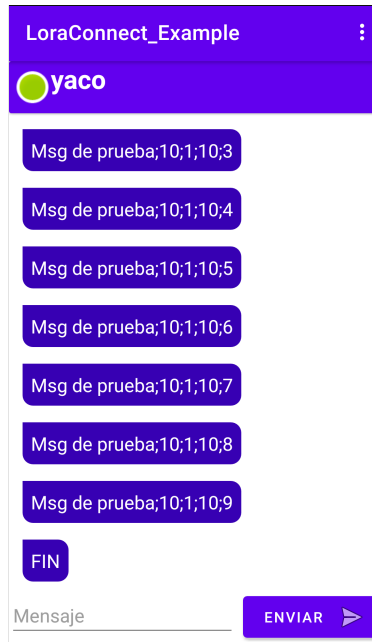 LoraConnect_Example
yaco
Msg de prueba;10;1;10;3
Msg de prueba;10;1;10;4
Msg de prueba;10;1;10;5
Msg de prueba;10;1;10;6
Msg de prueba;10;1;10;7
Msg de prueba;10;1;10;8
Msg de prueba;10;1;10;9
FIN
Mensaje
ENVIAR